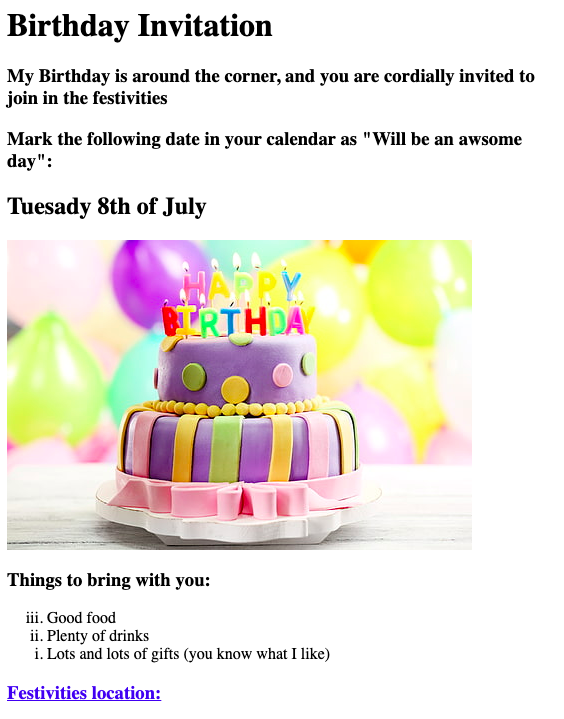 Birthday Invitation
My Birthday is around the corner, and you are cordially invited to
join in the festivities
Mark the following date in your calendar as "Will be an awsome
day":
Tuesady 8th of July
HAPPY
BIRTHDAY
Things to bring with you:
iii. Good food
ii. Plenty of drinks
i. Lots and lots of gifts (you know what I like)
Festivities location: